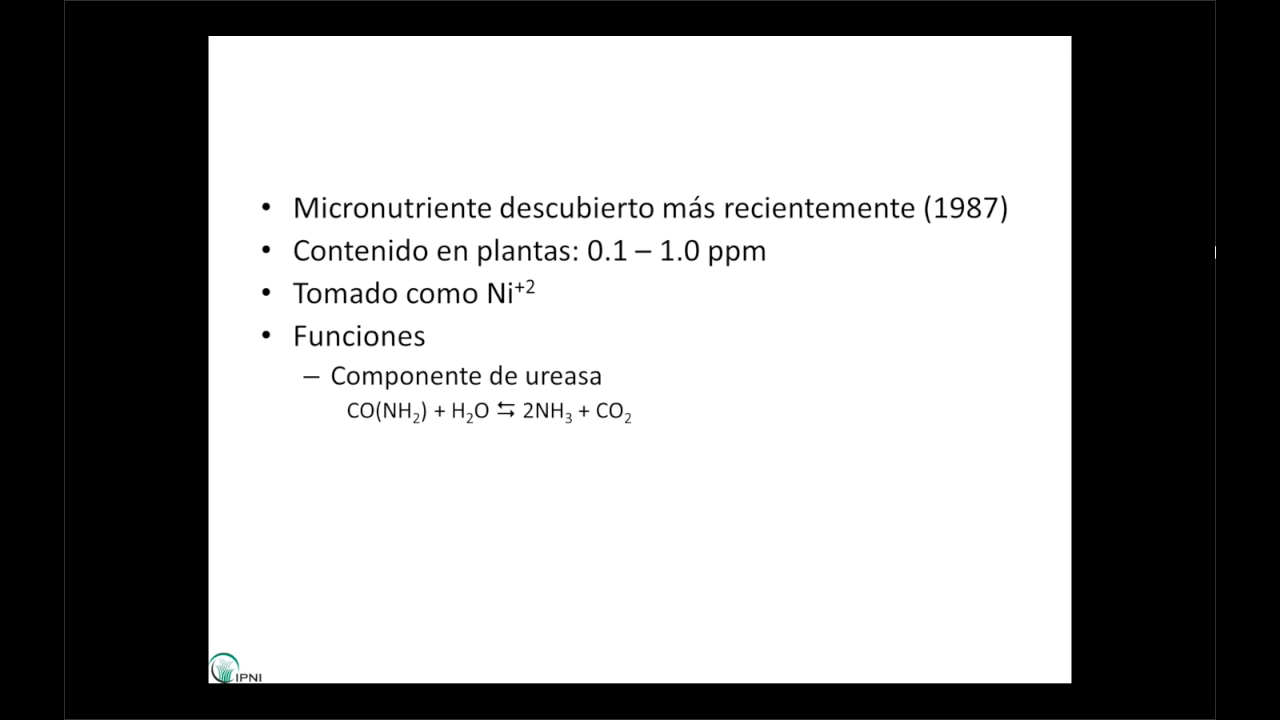 • Micronutriente descubierto más recientemente (1987)
• Contenido en plantas: 0.1 – 1.0 ppm
• Tomado como Ni⁺²
• Funciones
– Componente de ureasa
CO(NH₂) + H₂O ⇆ 2NH₃ + CO₂
IPNI